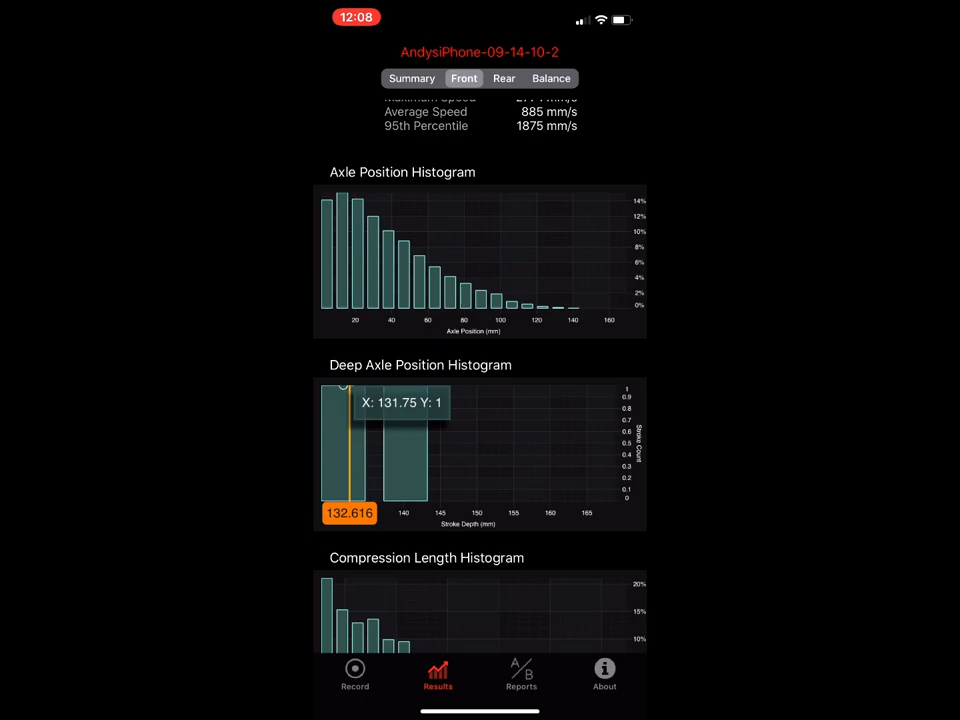 12:08
AndysiPhone-09-14-10-2
Summary Front Rear Balance
Average Speed 885 mm/s
95th Percentile 1875 mm/s
Axle Position Histogram
14%
12%
10%
8%
6%
4%
2%
0%
20 40 60 80 100 120 140 160
Axle Position (mm)
Deep Axle Position Histogram
X: 131.75 Y: 1
1
0.9
0.8
0.7
0.6
0.5
0.4
0.3
0.2
0.1
0
Stroke Count
132.616 140 145 150 155 160 165
Stroke Depth (mm)
Compression Length Histogram
20%
15%
10%
A/B
Record Results Reports About